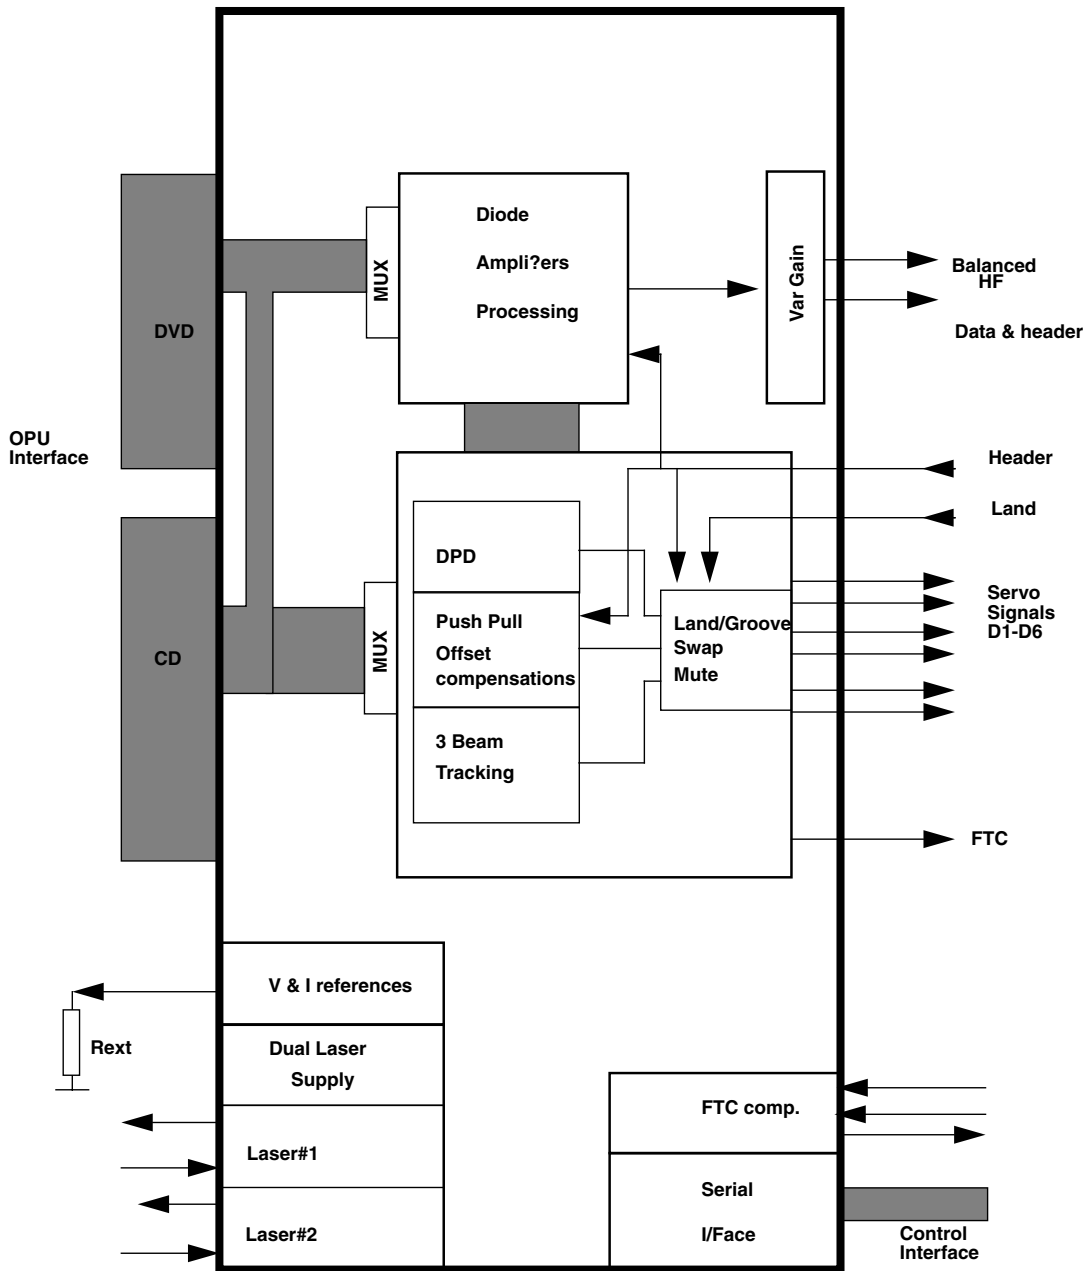 Diode
Ampli?ers
Processing
MUX
Var Gain
Balanced
HF
Data & header
DVD
OPU
Interface
Header
Land
DPD
Push Pull
Offset
compensations
3 Beam
Tracking
MUX
CD
Land/Groove
Swap
Mute
Servo
Signals
D1-D6
FTC
V & I references
Rext
Dual Laser
Supply
Laser#1
Laser#2
FTC comp.
Serial
I/Face
Control
Interface